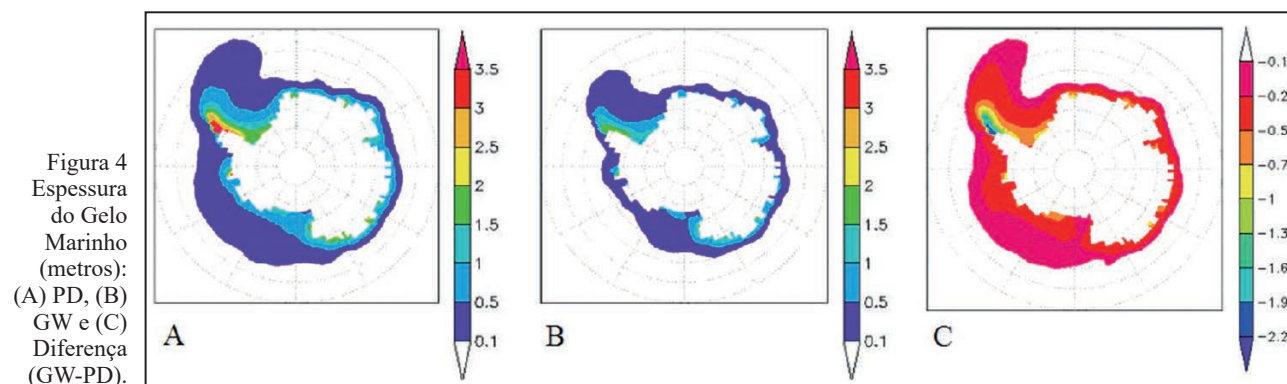 Figura 4
Espessura
do Gelo
Marinho
(metros):
(A) PD, (B)
GW e (C)
Diferença
(GW-PD).
3.5
3
2.5
2
1.5
1
0.5
0.1
A
3.5
3
2.5
2
1.5
1
0.5
0.1
B
-0.1
-0.2
-0.5
-0.7
-1
-1.3
-1.6
-1.9
-2.2
C